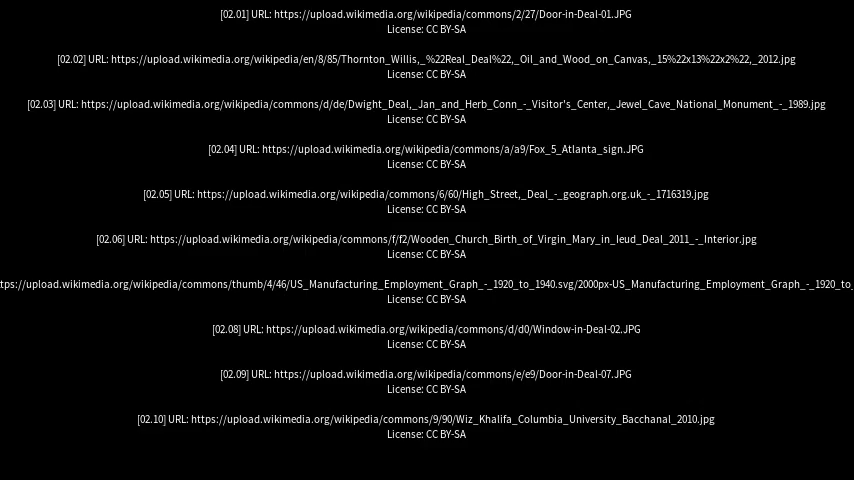 [02.01] URL: https://upload.wikimedia.org/wikipedia/commons/2/27/Door-in-Deal-01.JPG
License: CC BY-SA
[02.02] URL: https://upload.wikimedia.org/wikipedia/en/8/85/Thornton_Willis,_%22Real_Deal%22,_Oil_and_Wood_on_Canvas,_15%22x13%22x2%22,_2012.jpg
License: CC BY-SA
[02.03] URL: https://upload.wikimedia.org/wikipedia/commons/d/de/Dwight_Deal,_Jan_and_Herb_Conn_-_Visitor's_Center,_Jewel_Cave_National_Monument_-_1989.jpg
License: CC BY-SA
[02.04] URL: https://upload.wikimedia.org/wikipedia/commons/a/a9/Fox_5_Atlanta_sign.JPG
License: CC BY-SA
[02.05] URL: https://upload.wikimedia.org/wikipedia/commons/6/60/High_Street,_Deal_-_geograph.org.uk_-_1716319.jpg
License: CC BY-SA
[02.06] URL: https://upload.wikimedia.org/wikipedia/commons/f/f2/Wooden_Church_Birth_of_Virgin_Mary_in_Ieud_Deal_2011_-_Interior.jpg
License: CC BY-SA
tps://upload.wikimedia.org/wikipedia/commons/thumb/4/46/US_Manufacturing_Employment_Graph_-_1920_to_1940.svg/2000px-US_Manufacturing_Employment_Graph_-_1920_to_
License: CC BY-SA
[02.08] URL: https://upload.wikimedia.org/wikipedia/commons/d/d0/Window-in-Deal-02.JPG
License: CC BY-SA
[02.09] URL: https://upload.wikimedia.org/wikipedia/commons/e/e9/Door-in-Deal-07.JPG
License: CC BY-SA
[02.10] URL: https://upload.wikimedia.org/wikipedia/commons/9/90/Wiz_Khalifa_Columbia_University_Bacchanal_2010.jpg
License: CC BY-SA